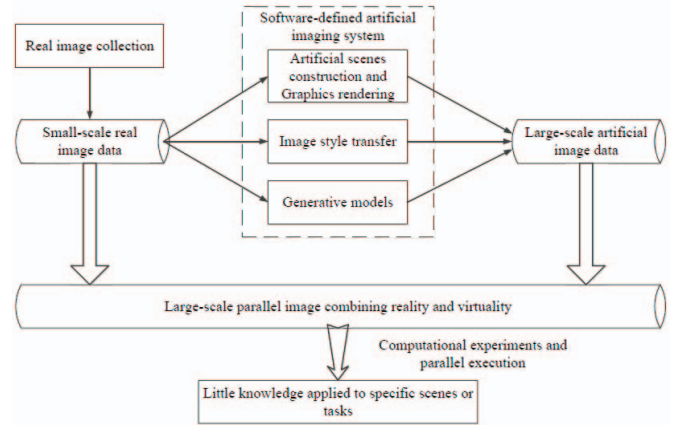 Software-defined artificial
imaging system
Real image collection
Artificial scenes
construction and
Graphics rendering
Small-scale real
image data
Image style transfer
Large-scale artificial
image data
Generative models
Large-scale parallel image combining reality and virtuality
Computational experiments and
parallel execution
Little knowledge applied to specific scenes or
tasks